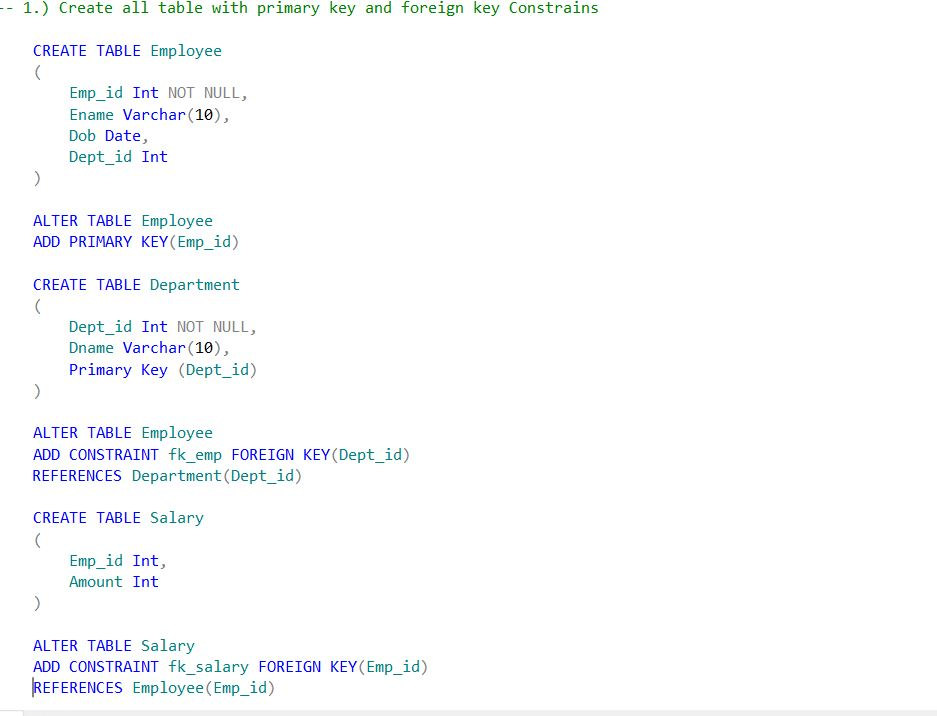 -- 1.) Create all table with primary key and foreign key Constrains
CREATE TABLE Employee
(
Emp_id Int NOT NULL,
Ename Varchar(10),
Dob Date,
Dept_id Int
)
ALTER TABLE Employee
ADD PRIMARY KEY(Emp_id)
CREATE TABLE Department
(
Dept_id Int NOT NULL,
Dname Varchar(10),
Primary Key (Dept_id)
)
ALTER TABLE Employee
ADD CONSTRAINT fk_emp FOREIGN KEY(Dept_id)
REFERENCES Department(Dept_id)
CREATE TABLE Salary
(
Emp_id Int,
Amount Int
)
ALTER TABLE Salary
ADD CONSTRAINT fk_salary FOREIGN KEY(Emp_id)
REFERENCES Employee(Emp_id)